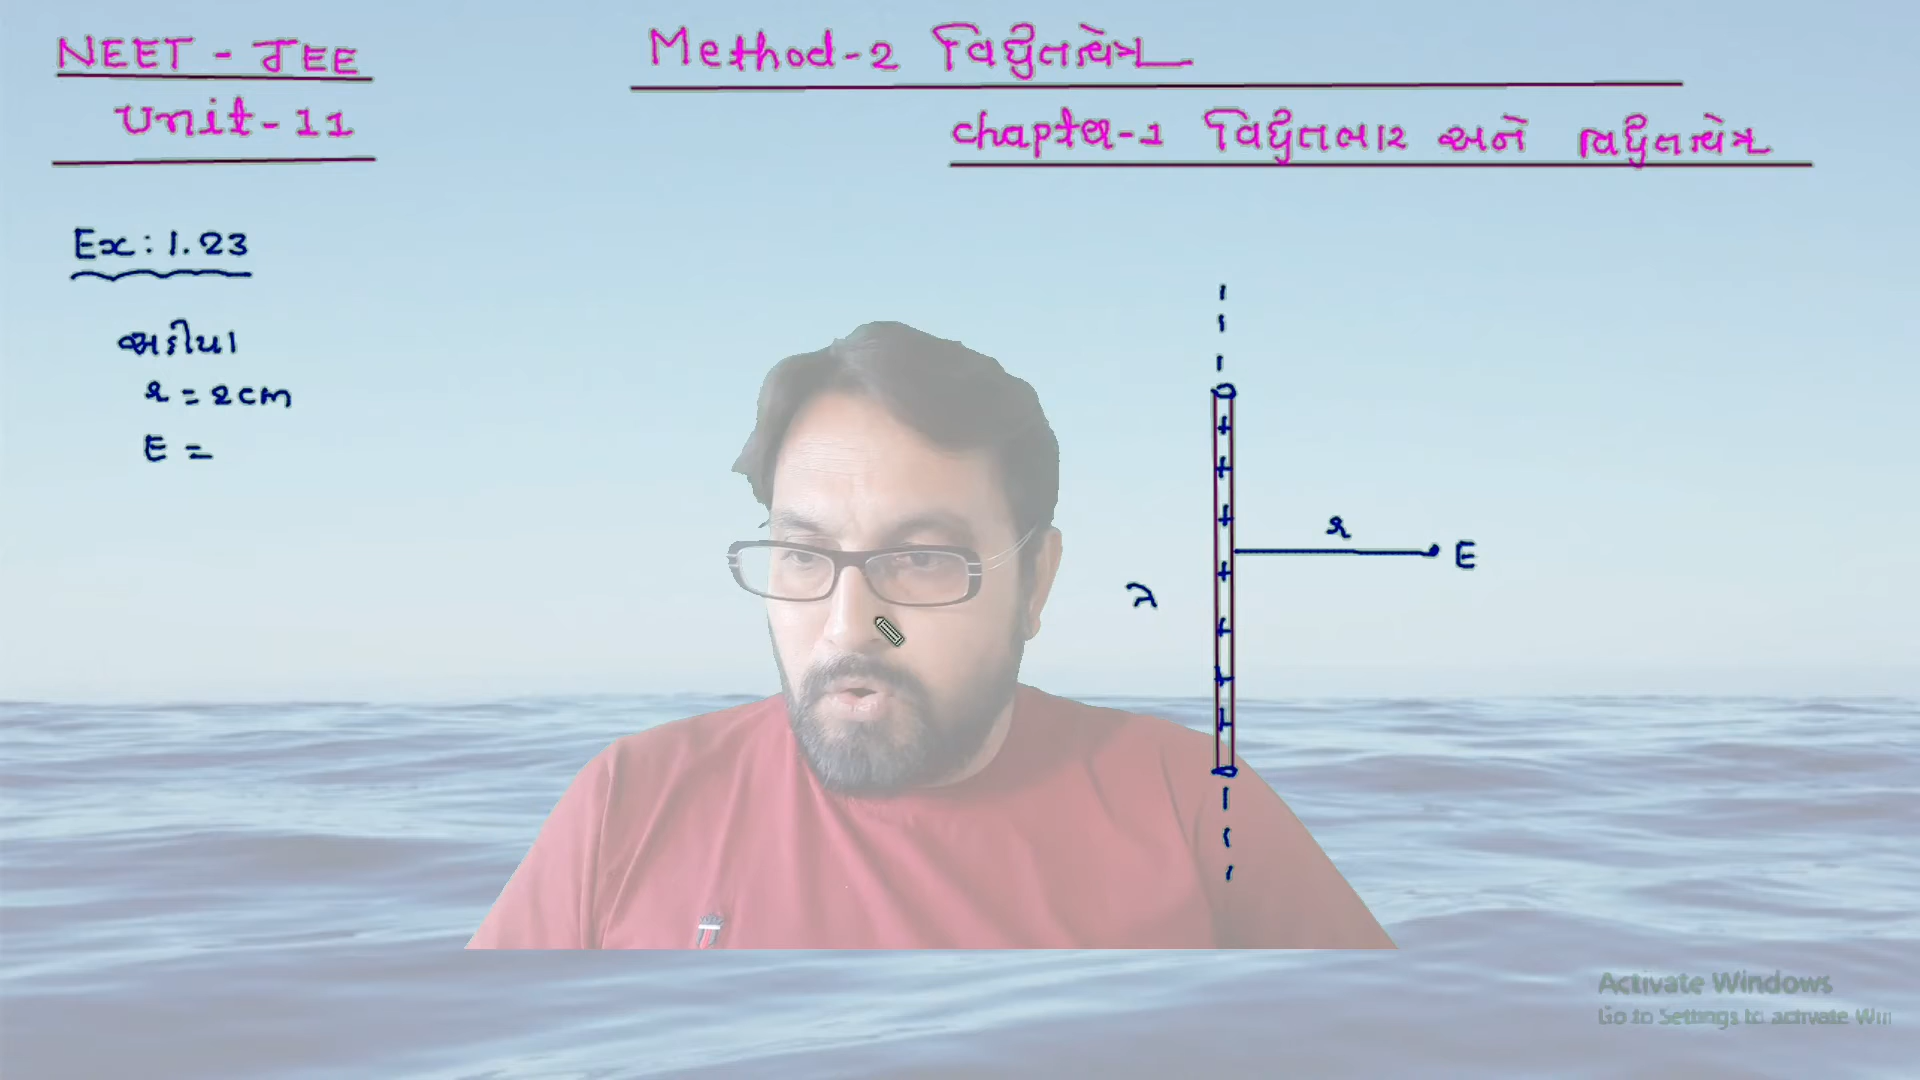 NEET - JEE
Unit-11
Method-2 વિદ્યુતક્ષેત્ર
chapter-1 વિદ્યુતભાર અને વિદ્યુતક્ષેત્ર
Ex: 1.23
અહીંયા
r = 2cm
E =
r
E
λ
Activate Windows
Go to Settings to activate Win